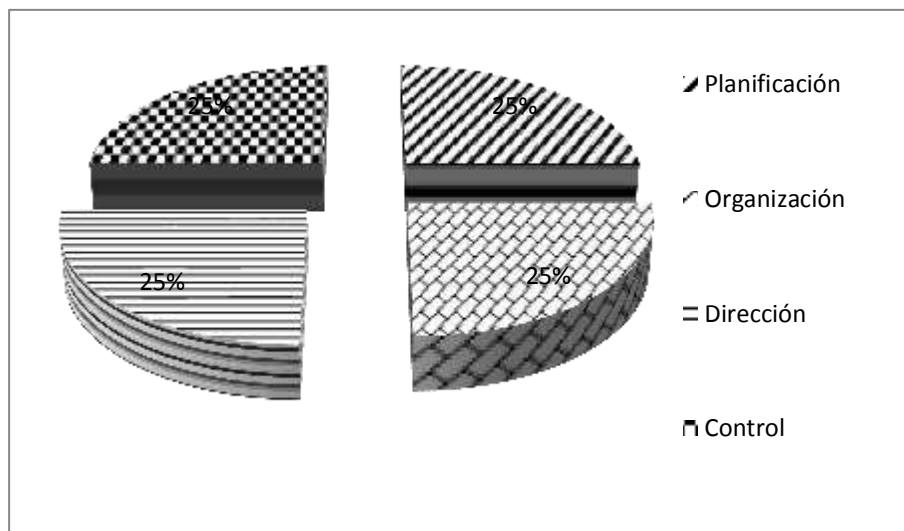 25%
25%
25%
25%
Planificación
Organización
Dirección
Control